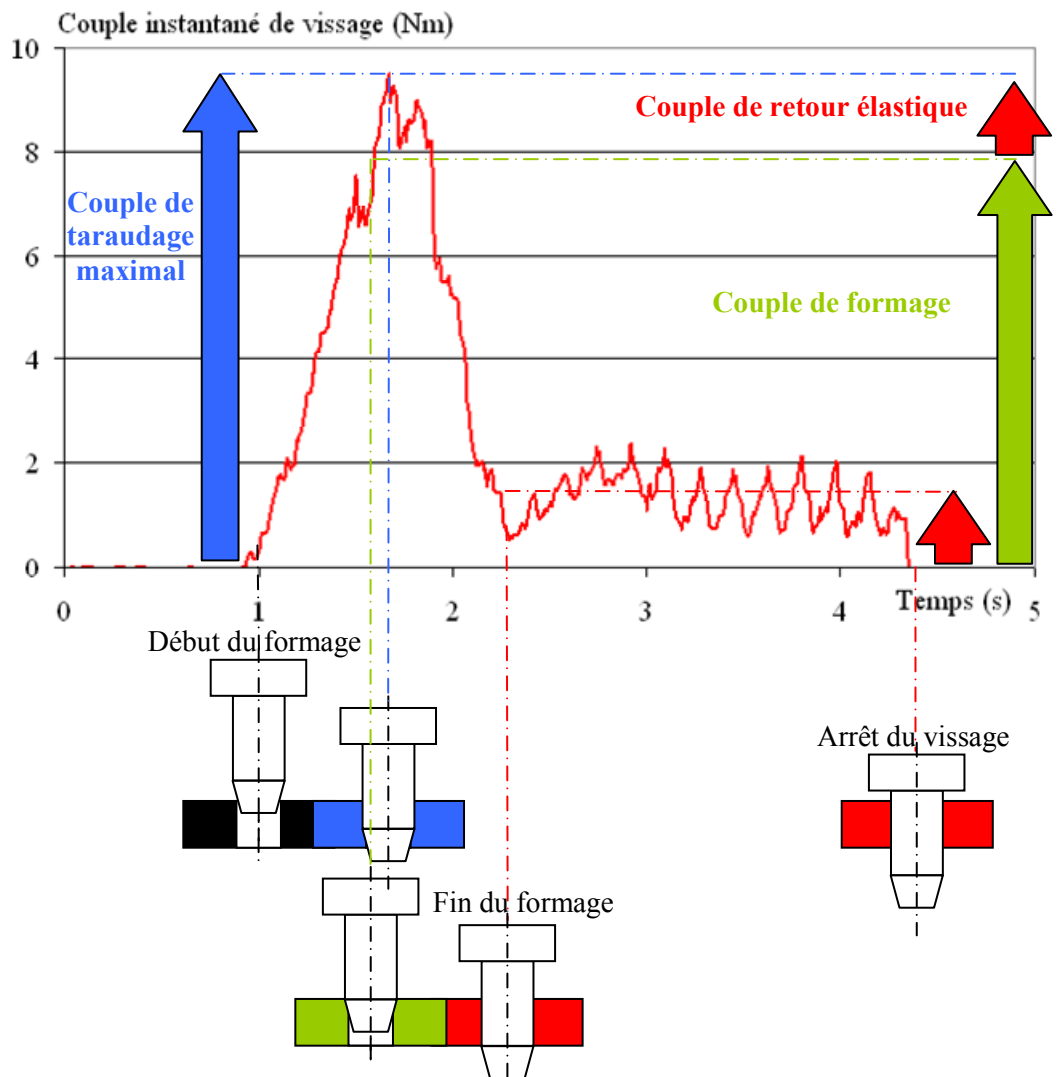 Couple instantané de vissage (Nm)
10
8
6
4
2
0
Couple de retour élastique
Couple de
taraudage
maximal
Couple de formage
0 1 2 3 4 5
Temps (s)
Début du formage
Arrêt du vissage
Fin du formage